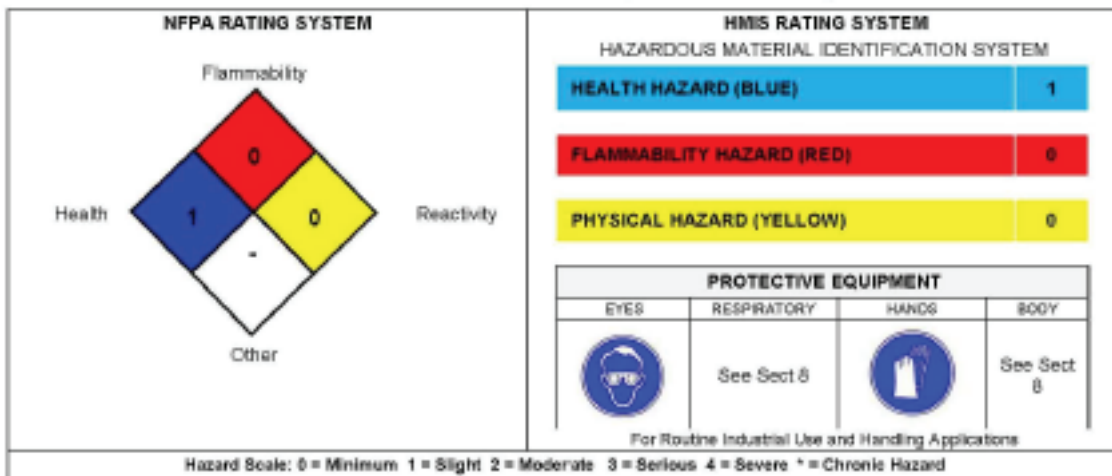 NFPA RATING SYSTEM
Flammability
0
Health
1
0
Reactivity
-
Other
HMIS RATING SYSTEM
HAZARDOUS MATERIAL IDENTIFICATION SYSTEM
HEALTH HAZARD (BLUE) 1
FLAMMABILITY HAZARD (RED) 0
PHYSICAL HAZARD (YELLOW) 0
PROTECTIVE EQUIPMENT
EYES RESPIRATORY HANDS BODY
See Sect 8
See Sect
8
For Routine Industrial Use and Handling Applications
Hazard Scale: 0 = Minimum 1 = Slight 2 = Moderate 3 = Serious 4 = Severe * = Chronic Hazard